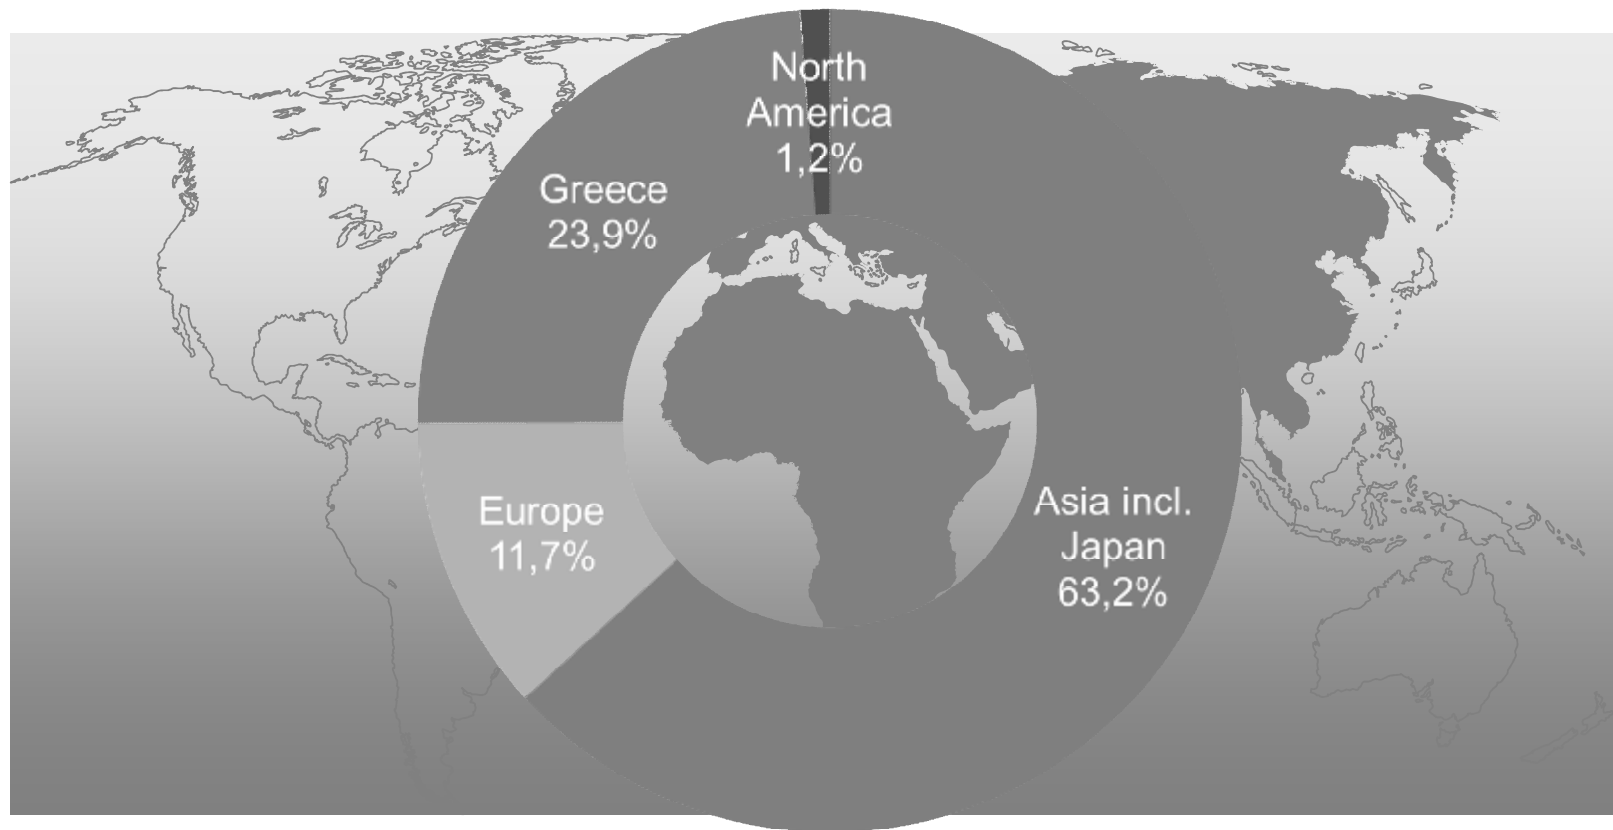 North
America
1,2%
Greece
23,9%
Europe
11,7%
Asia incl.
Japan
63,2%